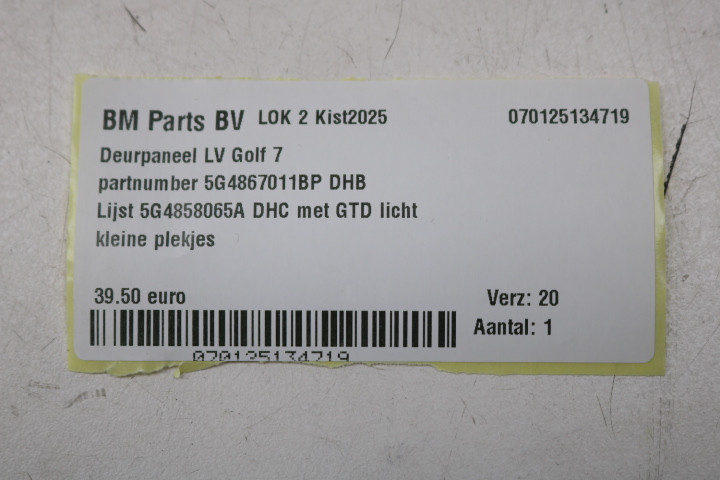 BM Parts BV LOK 2 Kist2025 070125134719
Deurpaneel LV Golf 7
partnumber 5G4867011BP DHB
Lijst 5G4858065A DHC met GTD licht
kleine plekjes
39.50 euro Verz: 20
Aantal: 1
070125134719